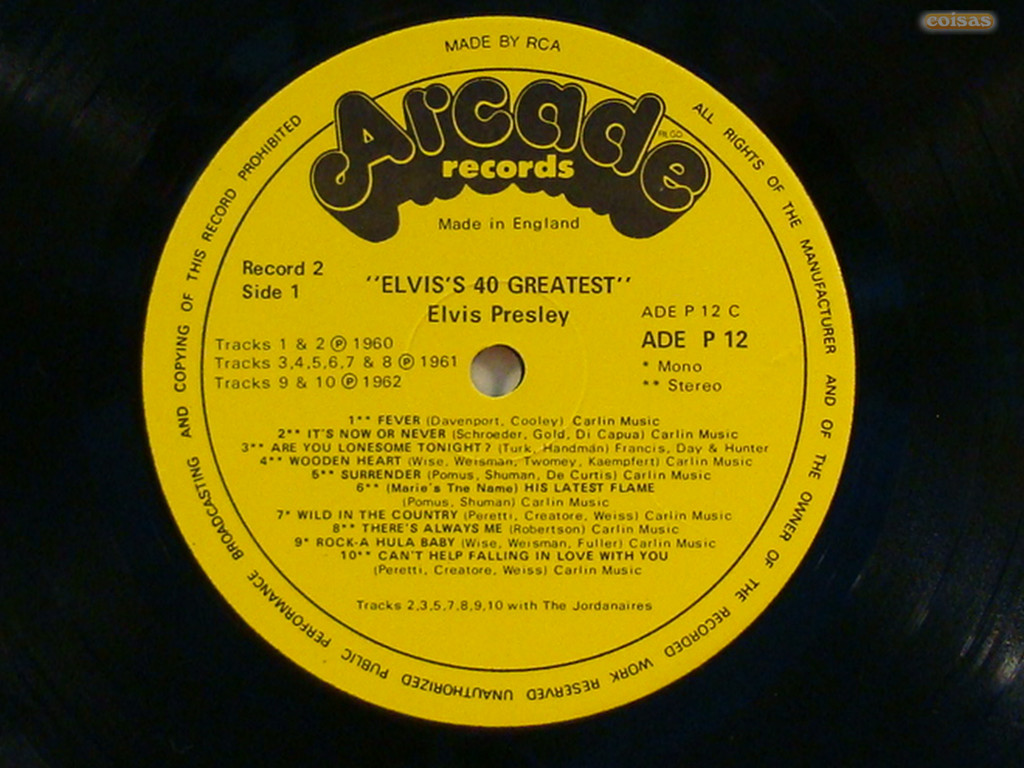 coisas
MADE BY RCA
ALL RIGHTS OF THE MANUFACTURER AND OF THE OWNER OF THE RECORDED WORK RESERVED UNAUTHORIZED PUBLIC PERFORMANCE BROADCASTING AND COPYING OF THIS RECORD PROHIBITED
Arcade
records
Made in England
Record 2
Side 1
"ELVIS'S 40 GREATEST"
Elvis Presley
ADE P 12 C
ADE P 12
* Mono
** Stereo
Tracks 1 & 2 ℗ 1960
Tracks 3,4,5,6,7 & 8 ℗ 1961
Tracks 9 & 10 ℗ 1962
1** FEVER (Davenport, Cooley) Carlin Music
2** IT'S NOW OR NEVER (Schroeder, Gold, Di Capua) Carlin Music
3** ARE YOU LONESOME TONIGHT? (Turk, Handman) Francis, Day & Hunter
4** WOODEN HEART (Wise, Weisman, Twomey, Kaempfert) Carlin Music
5** SURRENDER (Pomus, Shuman, De Curtis) Carlin Music
6** (Marie's The Name) HIS LATEST FLAME
(Pomus, Shuman) Carlin Music
7* WILD IN THE COUNTRY (Peretti, Creatore, Weiss) Carlin Music
8** THERE'S ALWAYS ME (Robertson) Carlin Music
9* ROCK-A HULA BABY (Wise, Weisman, Fuller) Carlin Music
10** CAN'T HELP FALLING IN LOVE WITH YOU
(Peretti, Creatore, Weiss) Carlin Music
Tracks 2,3,5,7,8,9,10 with The Jordanaires